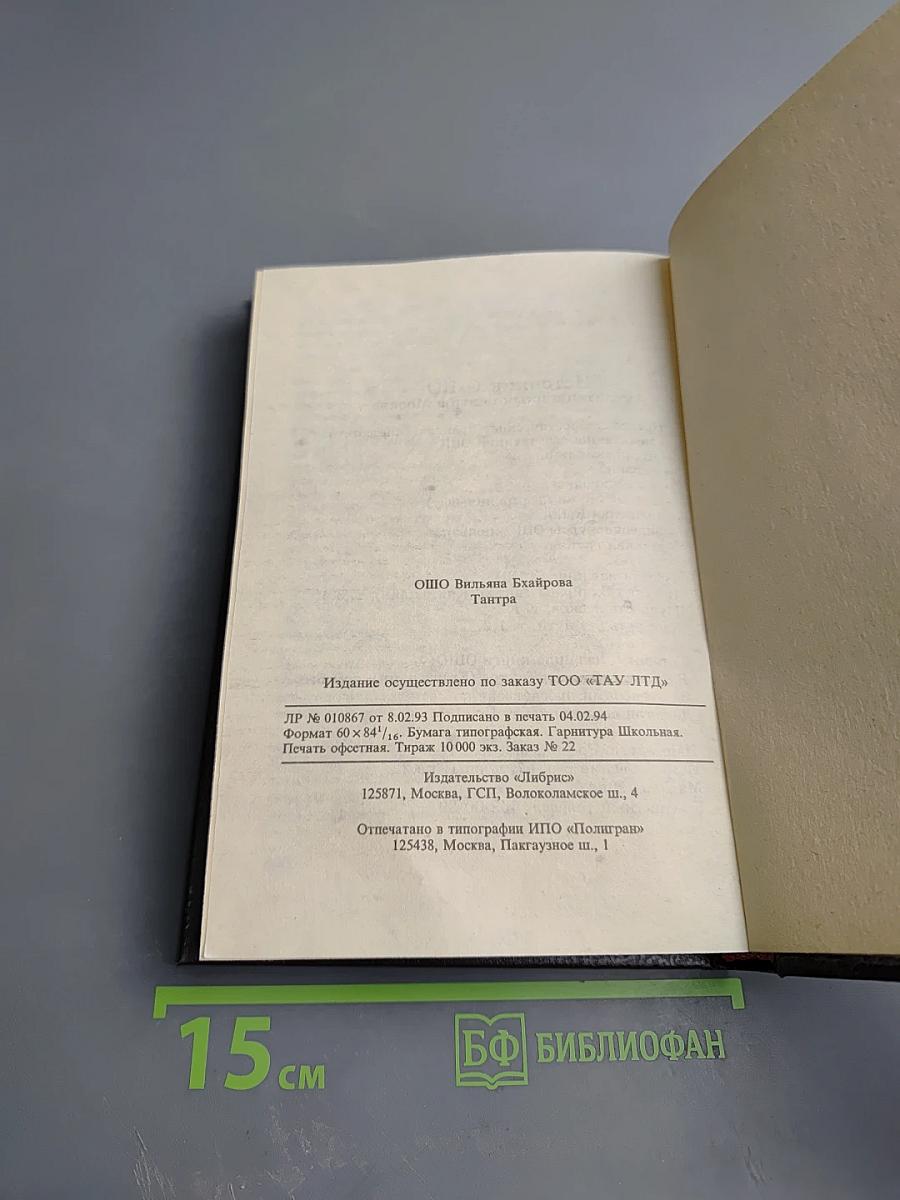 ОШО Вильяна Бхайрова
Тантра
Издание осуществлено по заказу ТОО «ТАУ ЛТД»
ЛР № 010867 от 8.02.93 Подписано в печать 04.02.94
Формат 60×84¹/₁₆. Бумага типографская. Гарнитура Школьная.
Печать офсетная. Тираж 10 000 экз. Заказ № 22
Издательство «Либрис»
125871, Москва, ГСП, Волоколамское ш., 4
Отпечатано в типографии ИПО «Полигран»
125438, Москва, Пакгаузное ш., 1
15 см
БФ БИБЛИОФАН